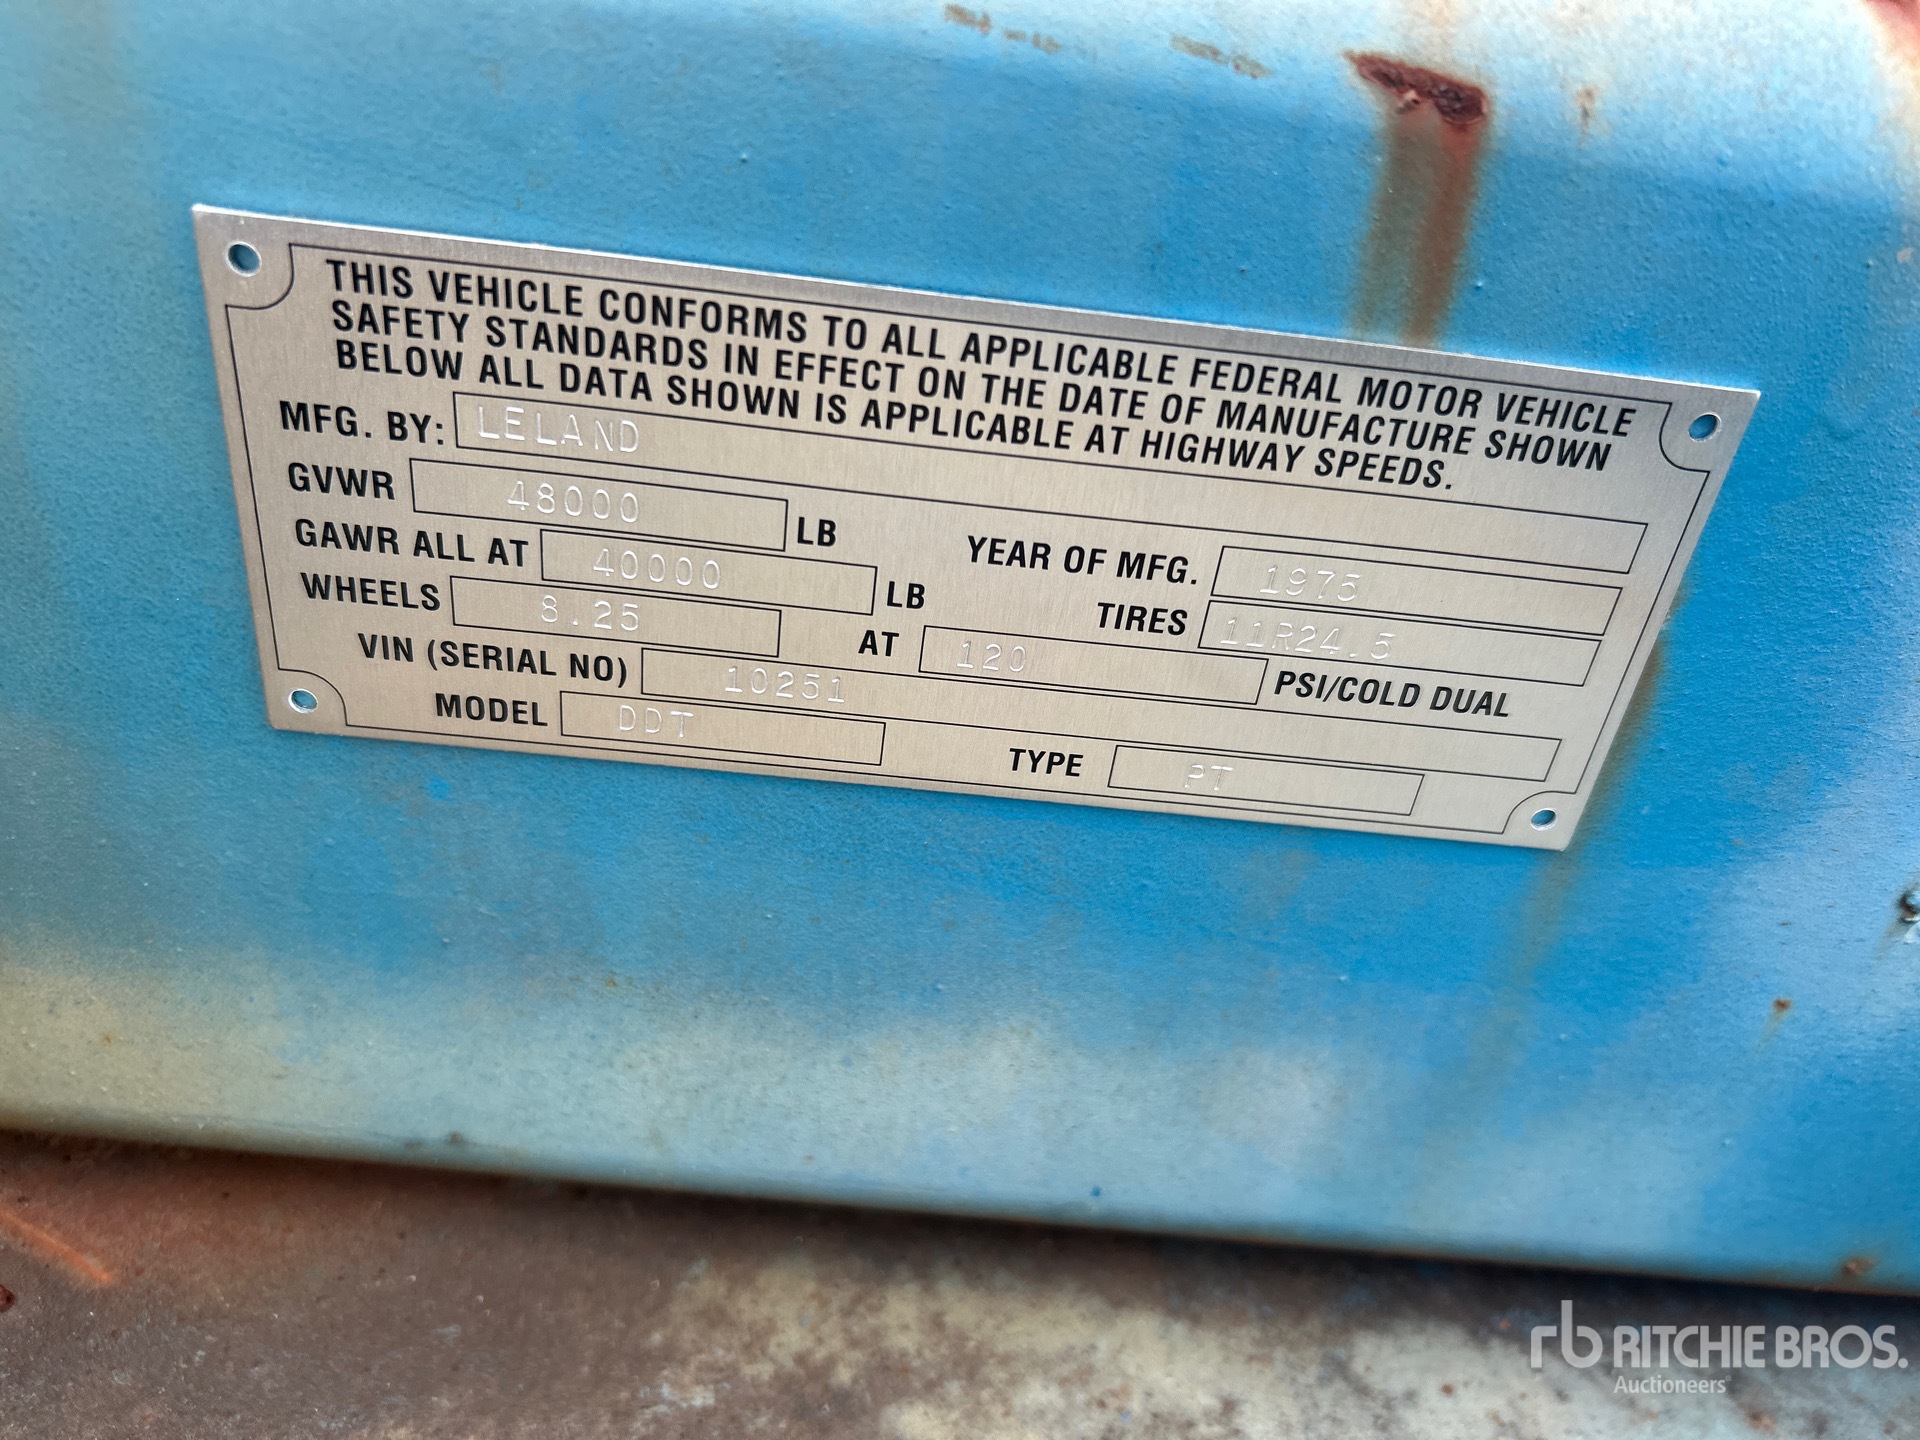 THIS VEHICLE CONFORMS TO ALL APPLICABLE FEDERAL MOTOR VEHICLE
SAFETY STANDARDS IN EFFECT ON THE DATE OF MANUFACTURE SHOWN
BELOW ALL DATA SHOWN IS APPLICABLE AT HIGHWAY SPEEDS.
MFG. BY: LELAND
GVWR 48000 LB YEAR OF MFG. 1975
GAWR ALL AT 40000 LB TIRES 11R24.5
WHEELS 8.25 AT 120 PSI/COLD DUAL
VIN (SERIAL NO) 10251
MODEL DDT TYPE PT
rb RITCHIE BROS.
Auctioneers